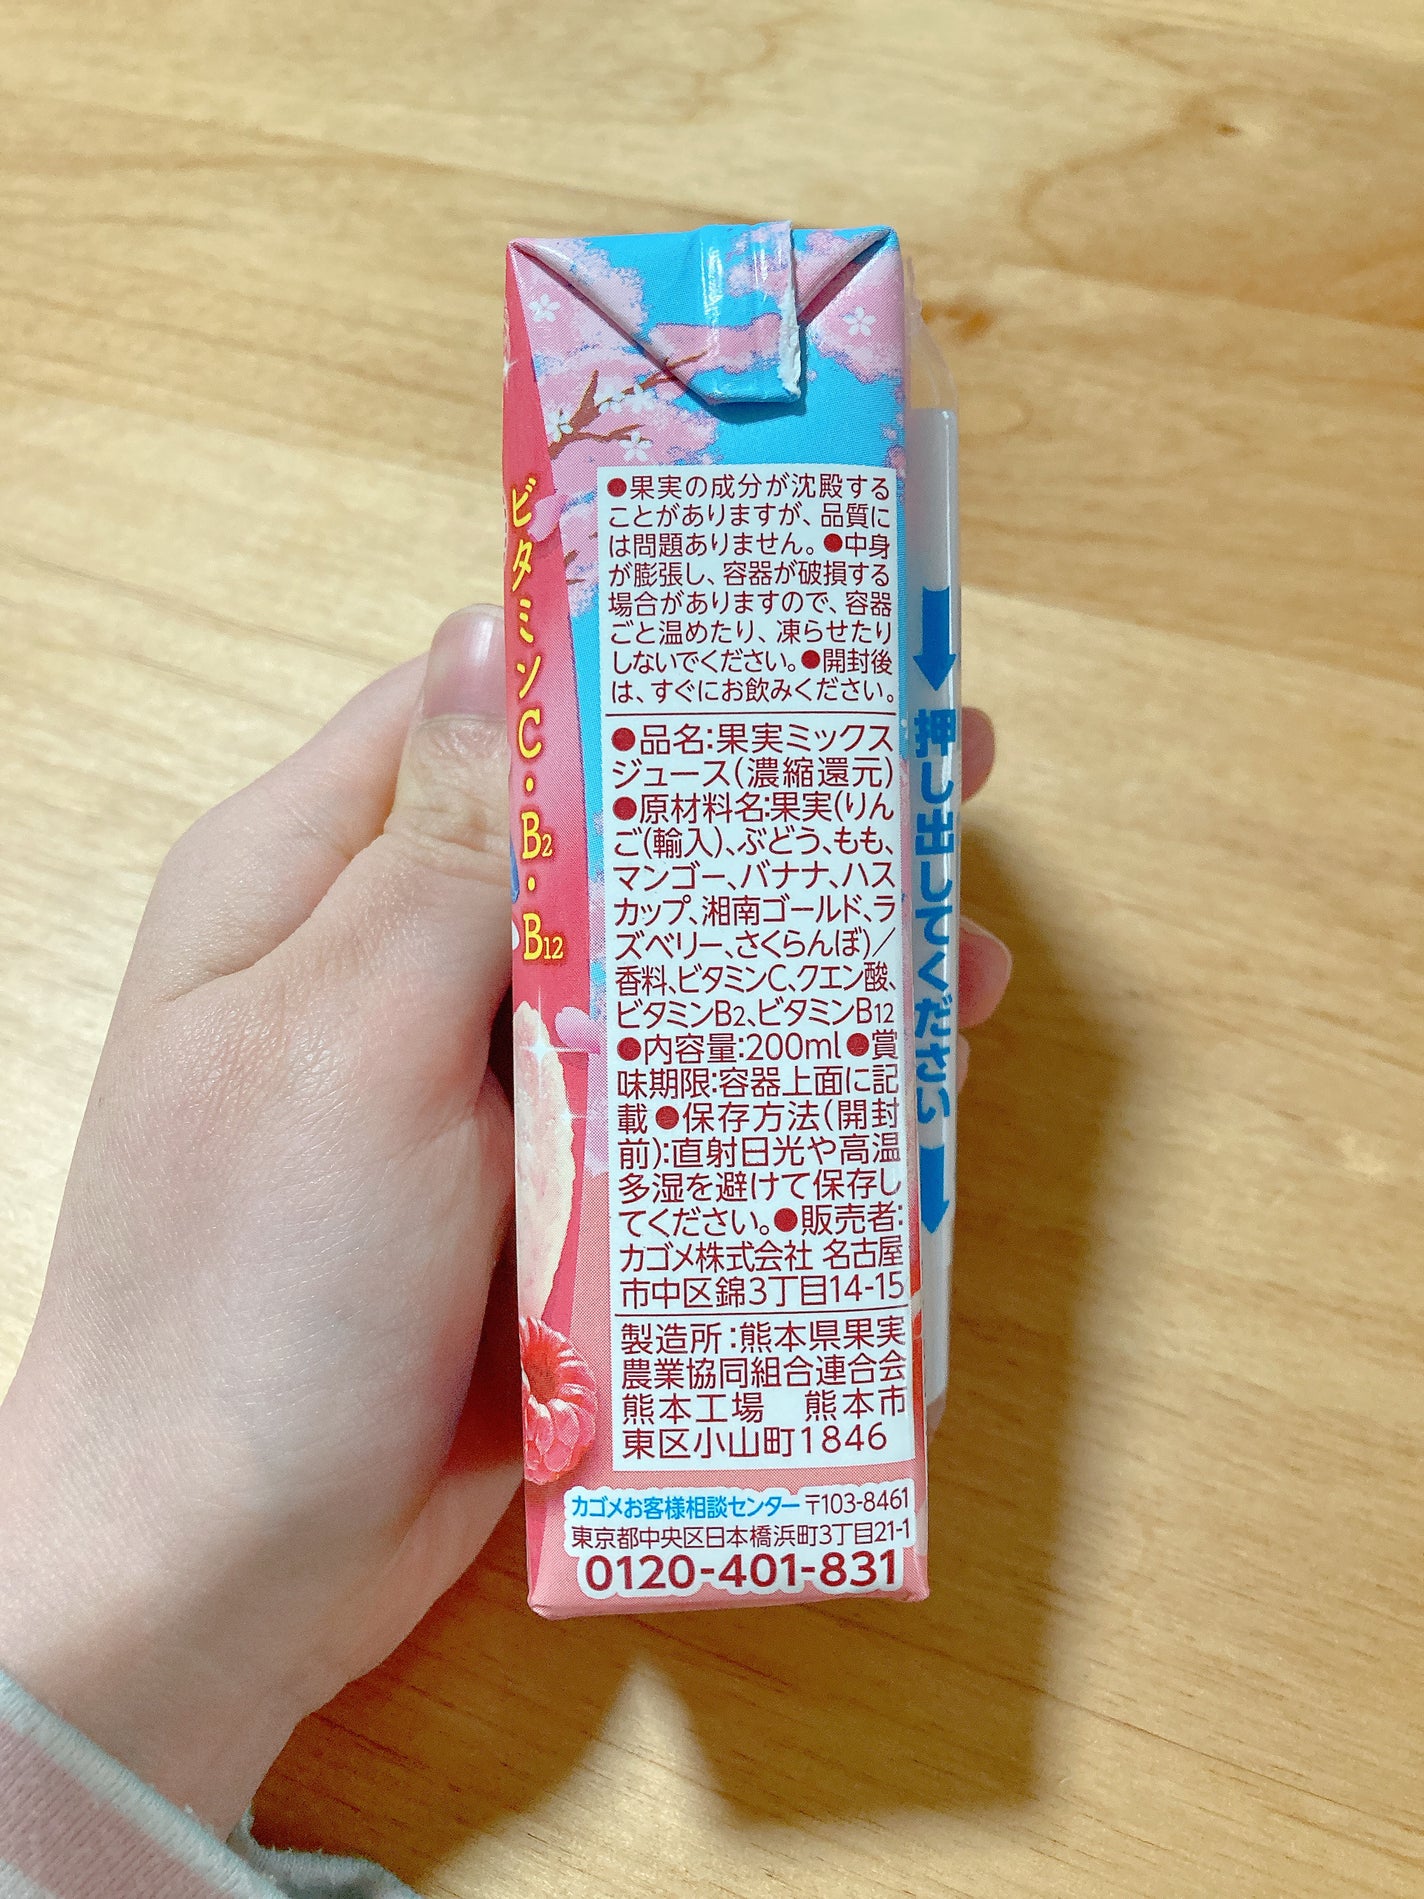 ●果実の成分が沈殿する
ことがありますが、品質に
は問題ありません。●中身
が膨張し、容器が破損する
場合がありますので、容器
ごと温めたり、凍らせたり
しないでください。●開封後
は、すぐにお飲みください。
●品名:果実ミックス
ジュース(濃縮還元)
●原材料名:果実(りん
ご(輸入)、ぶどう、もも、
マンゴー、バナナ、ハス
カップ、湘南ゴールド、ラ
ズベリー、さくらんぼ)/
香料、ビタミンC、クエン酸、
ビタミンB2、ビタミンB12
●内容量:200ml●賞
味期限:容器上面に記
載●保存方法(開封
前):直射日光や高温
多湿を避けて保存し
てください。●販売者:
カゴメ株式会社 名古屋
市中区錦3丁目14-15
製造所:熊本県果実
農業協同組合連合会
熊本工場 熊本市
東区小山町1846
カゴメお客様相談センター 〒103-8461
東京都中央区日本橋浜町3丁目21-1
0120-401-831
ビタミンC・B2・B12
押し出してください